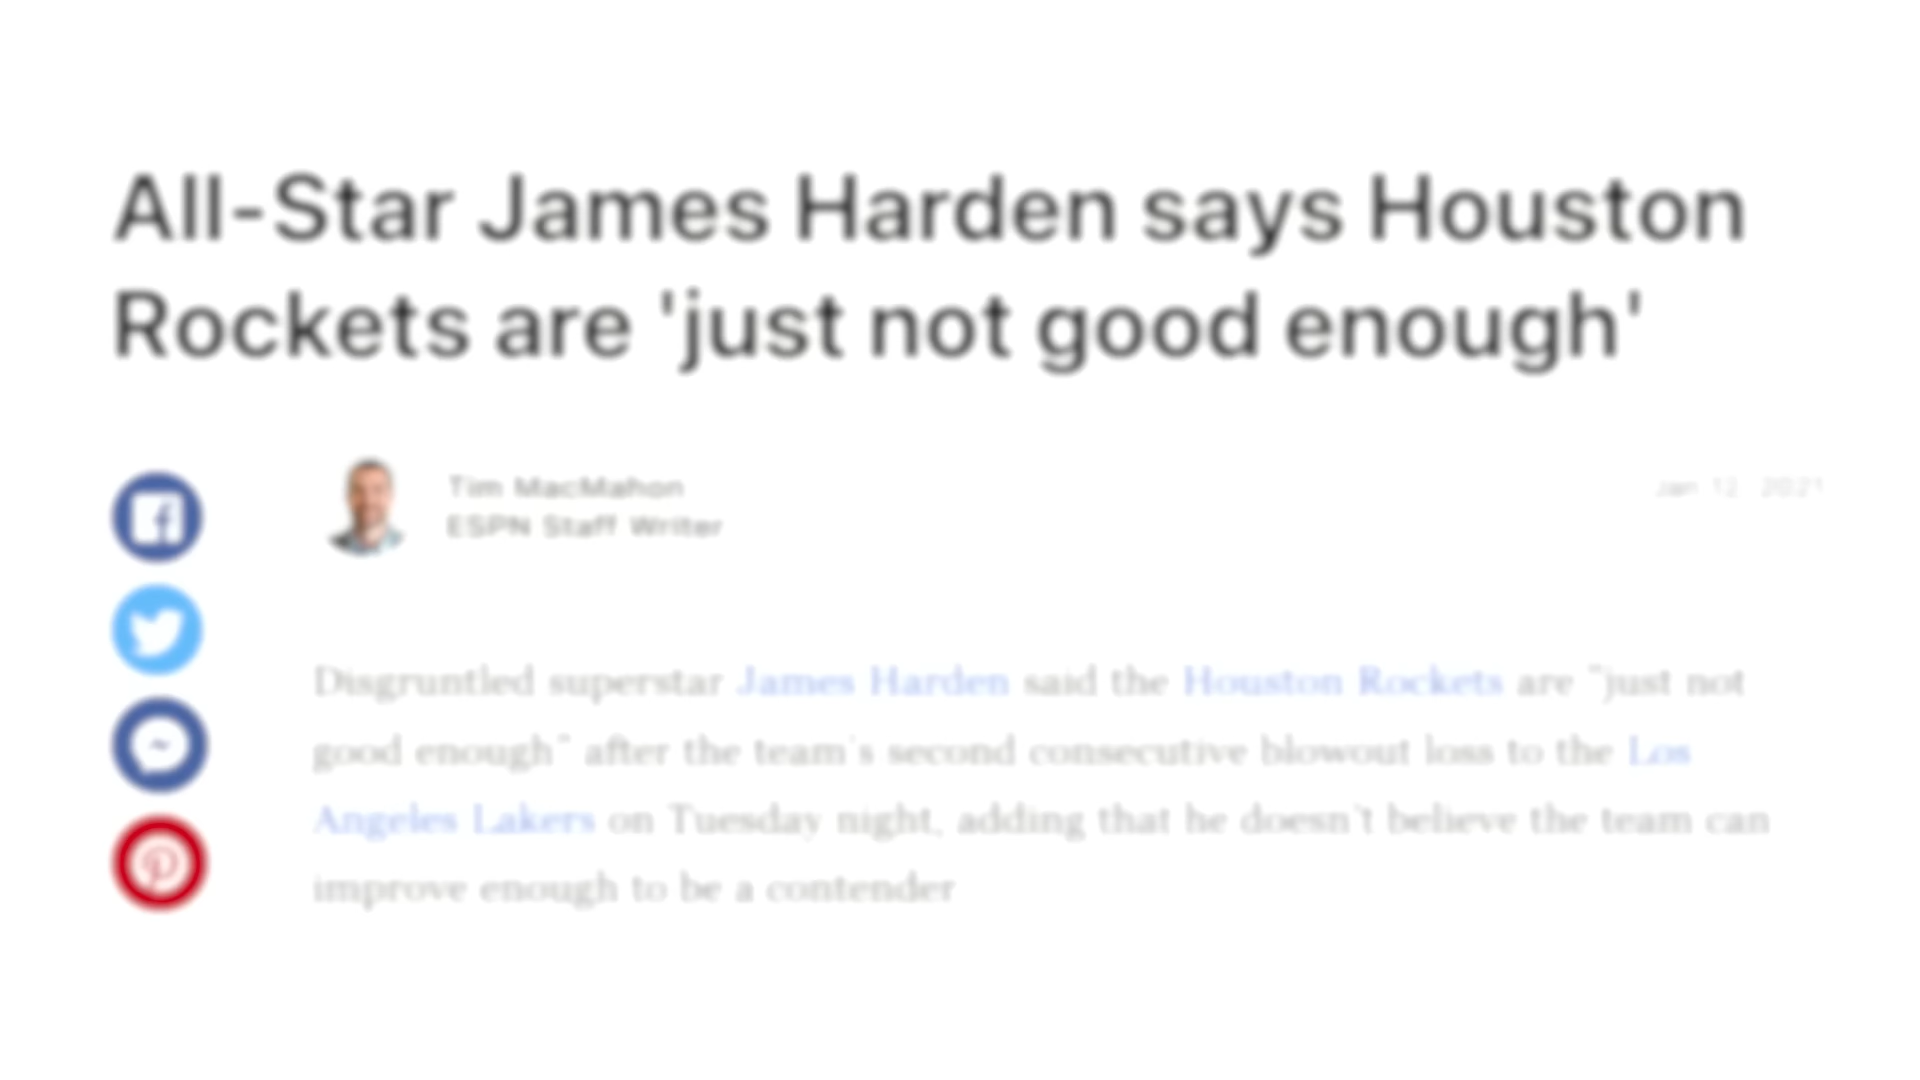 All-Star James Harden says Houston
Rockets are 'just not good enough'
Tim MacMahon
ESPN Staff Writer
Jan 12, 2021
Disgruntled superstar James Harden said the Houston Rockets are "just not
good enough" after the team's second consecutive blowout loss to the Los
Angeles Lakers on Tuesday night, adding that he doesn't believe the team can
improve enough to be a contender